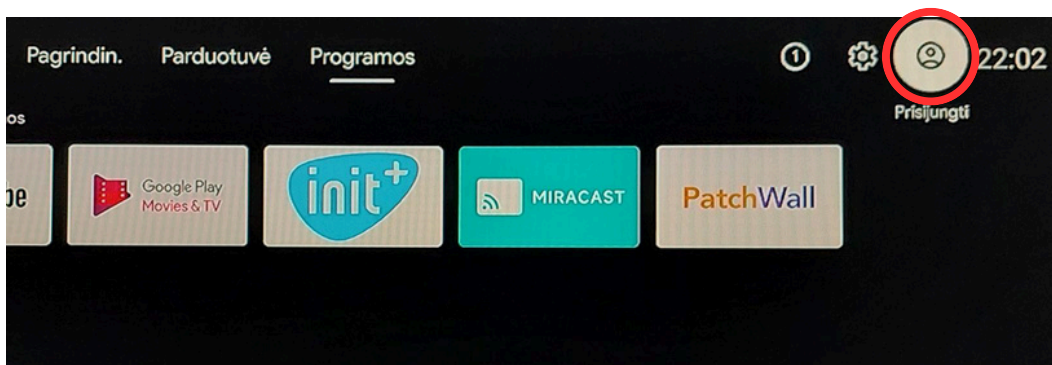 Pagrindin. Parduotuvė Programos 1 22:02
Prisijungti
os
be Google Play Movies & TV init+ MIRACAST PatchWall